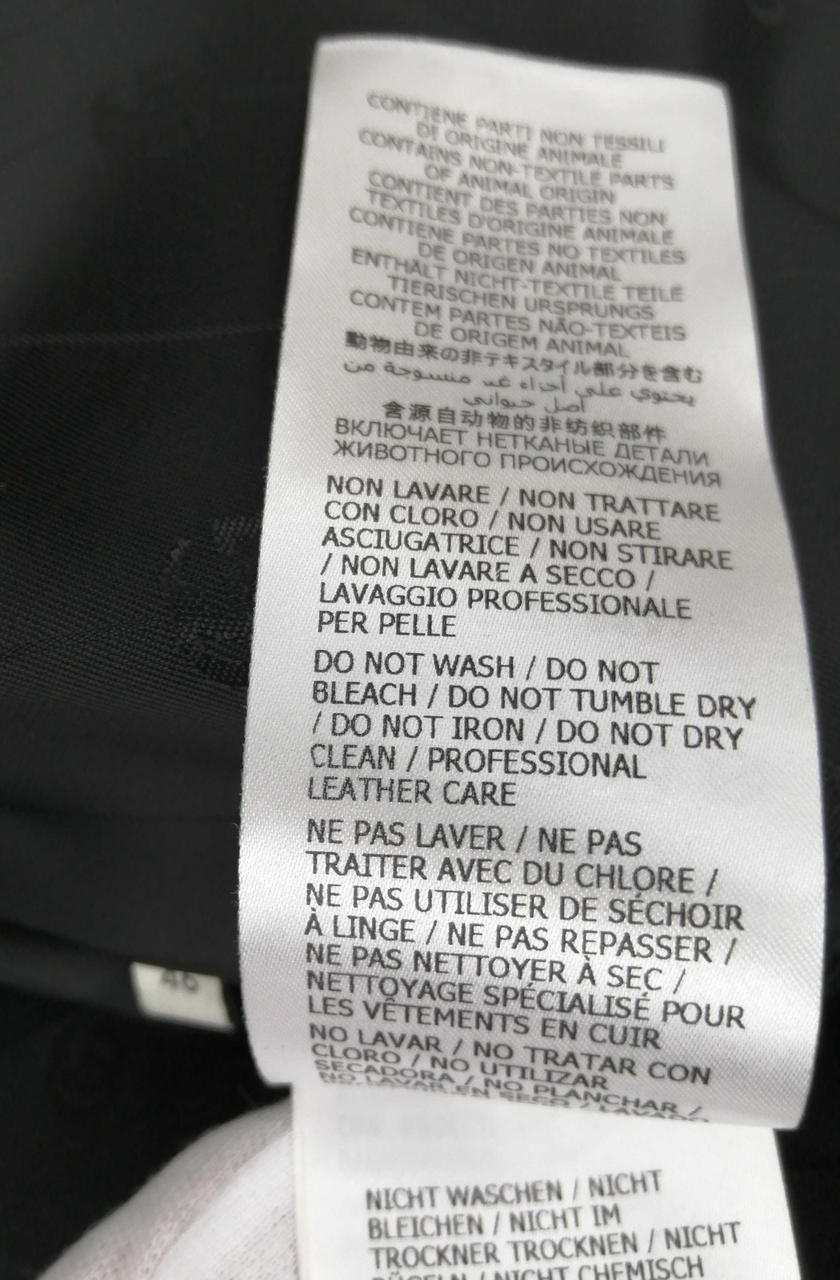 CONTIENE PARTI NON TESSILI
DI ORIGINE ANIMALE
CONTAINS NON-TEXTILE PARTS
OF ANIMAL ORIGIN
CONTIENT DES PARTIES NON
TEXTILES D'ORIGINE ANIMALE
CONTIENE PARTES NO TEXTILES
DE ORIGEN ANIMAL
ENTHÄLT NICHT-TEXTILE TEILE
TIERISCHEN URSPRUNGS
CONTEM PARTES NÃO-TEXTEIS
DE ORIGEM ANIMAL
動物由来の非テキスタイル部分を含む
يحتوي على أجزاء غير منسوجة من
أصل حيواني
含源自动物的非纺织部件
ВКЛЮЧАЕТ НЕТКАНЫЕ ДЕТАЛИ
ЖИВОТНОГО ПРОИСХОЖДЕНИЯ
NON LAVARE / NON TRATTARE
CON CLORO / NON USARE
ASCIUGATRICE / NON STIRARE
/ NON LAVARE A SECCO /
LAVAGGIO PROFESSIONALE
PER PELLE
DO NOT WASH / DO NOT
BLEACH / DO NOT TUMBLE DRY
/ DO NOT IRON / DO NOT DRY
CLEAN / PROFESSIONAL
LEATHER CARE
NE PAS LAVER / NE PAS
TRAITER AVEC DU CHLORE /
NE PAS UTILISER DE SÉCHOIR
À LINGE / NE PAS REPASSER /
NE PAS NETTOYER À SEC /
NETTOYAGE SPÉCIALISÉ POUR
LES VÊTEMENTS EN CUIR
NO LAVAR / NO TRATAR CON
CLORO / NO UTILIZAR
SECADORA / NO PLANCHAR /
NO LAVAR EN SECO / LAVADO
46
NICHT WASCHEN / NICHT
BLEICHEN / NICHT IM
TROCKNER TROCKNEN / NICHT
BÜGELN / NICHT CHEMISCH